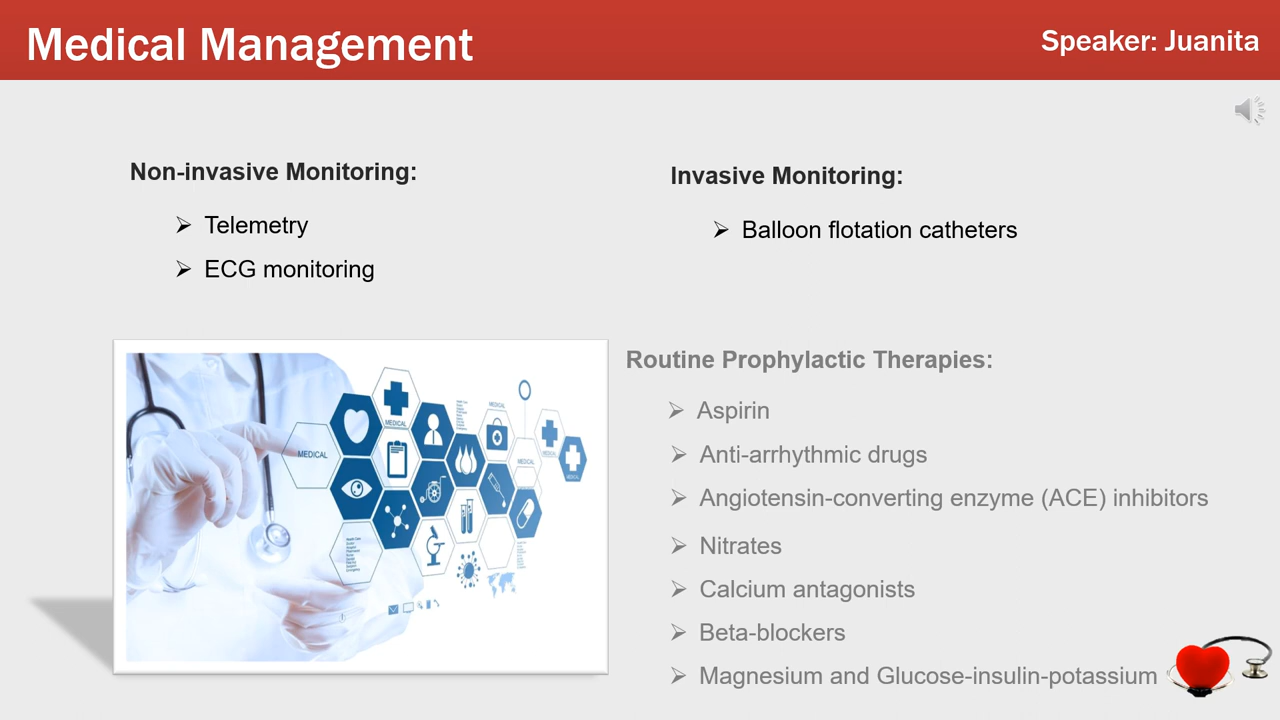 Medical Management
Speaker: Juanita
Non-invasive Monitoring:
➢ Telemetry
➢ ECG monitoring
Invasive Monitoring:
➢ Balloon flotation catheters
MEDICAL
MEDICAL
MEDICAL
MEDICAL
Routine Prophylactic Therapies:
➢ Aspirin
➢ Anti-arrhythmic drugs
➢ Angiotensin-converting enzyme (ACE) inhibitors
➢ Nitrates
➢ Calcium antagonists
➢ Beta-blockers
➢ Magnesium and Glucose-insulin-potassium